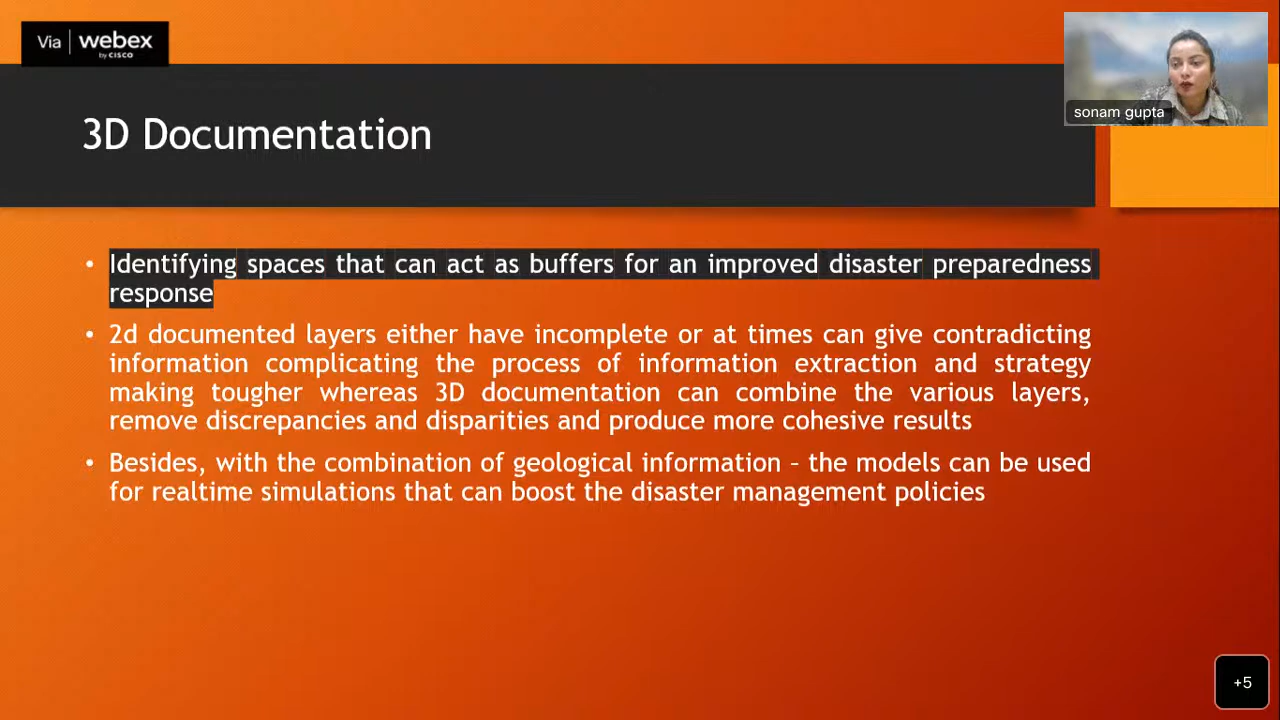 Via | webex
by CISCO
sonam gupta
3D Documentation
• Identifying spaces that can act as buffers for an improved disaster preparedness
response
• 2d documented layers either have incomplete or at times can give contradicting
information complicating the process of information extraction and strategy
making tougher whereas 3D documentation can combine the various layers,
remove discrepancies and disparities and produce more cohesive results
• Besides, with the combination of geological information – the models can be used
for realtime simulations that can boost the disaster management policies
+5